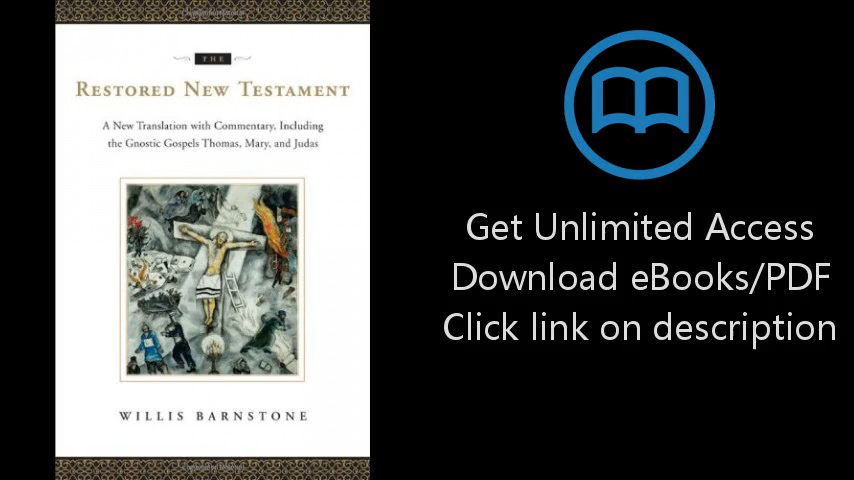 THE
RESTORED NEW TESTAMENT
A New Translation with Commentary, Including
the Gnostic Gospels Thomas, Mary, and Judas
WILLIS BARNSTONE
Get Unlimited Access
Download eBooks/PDF
Click link on description